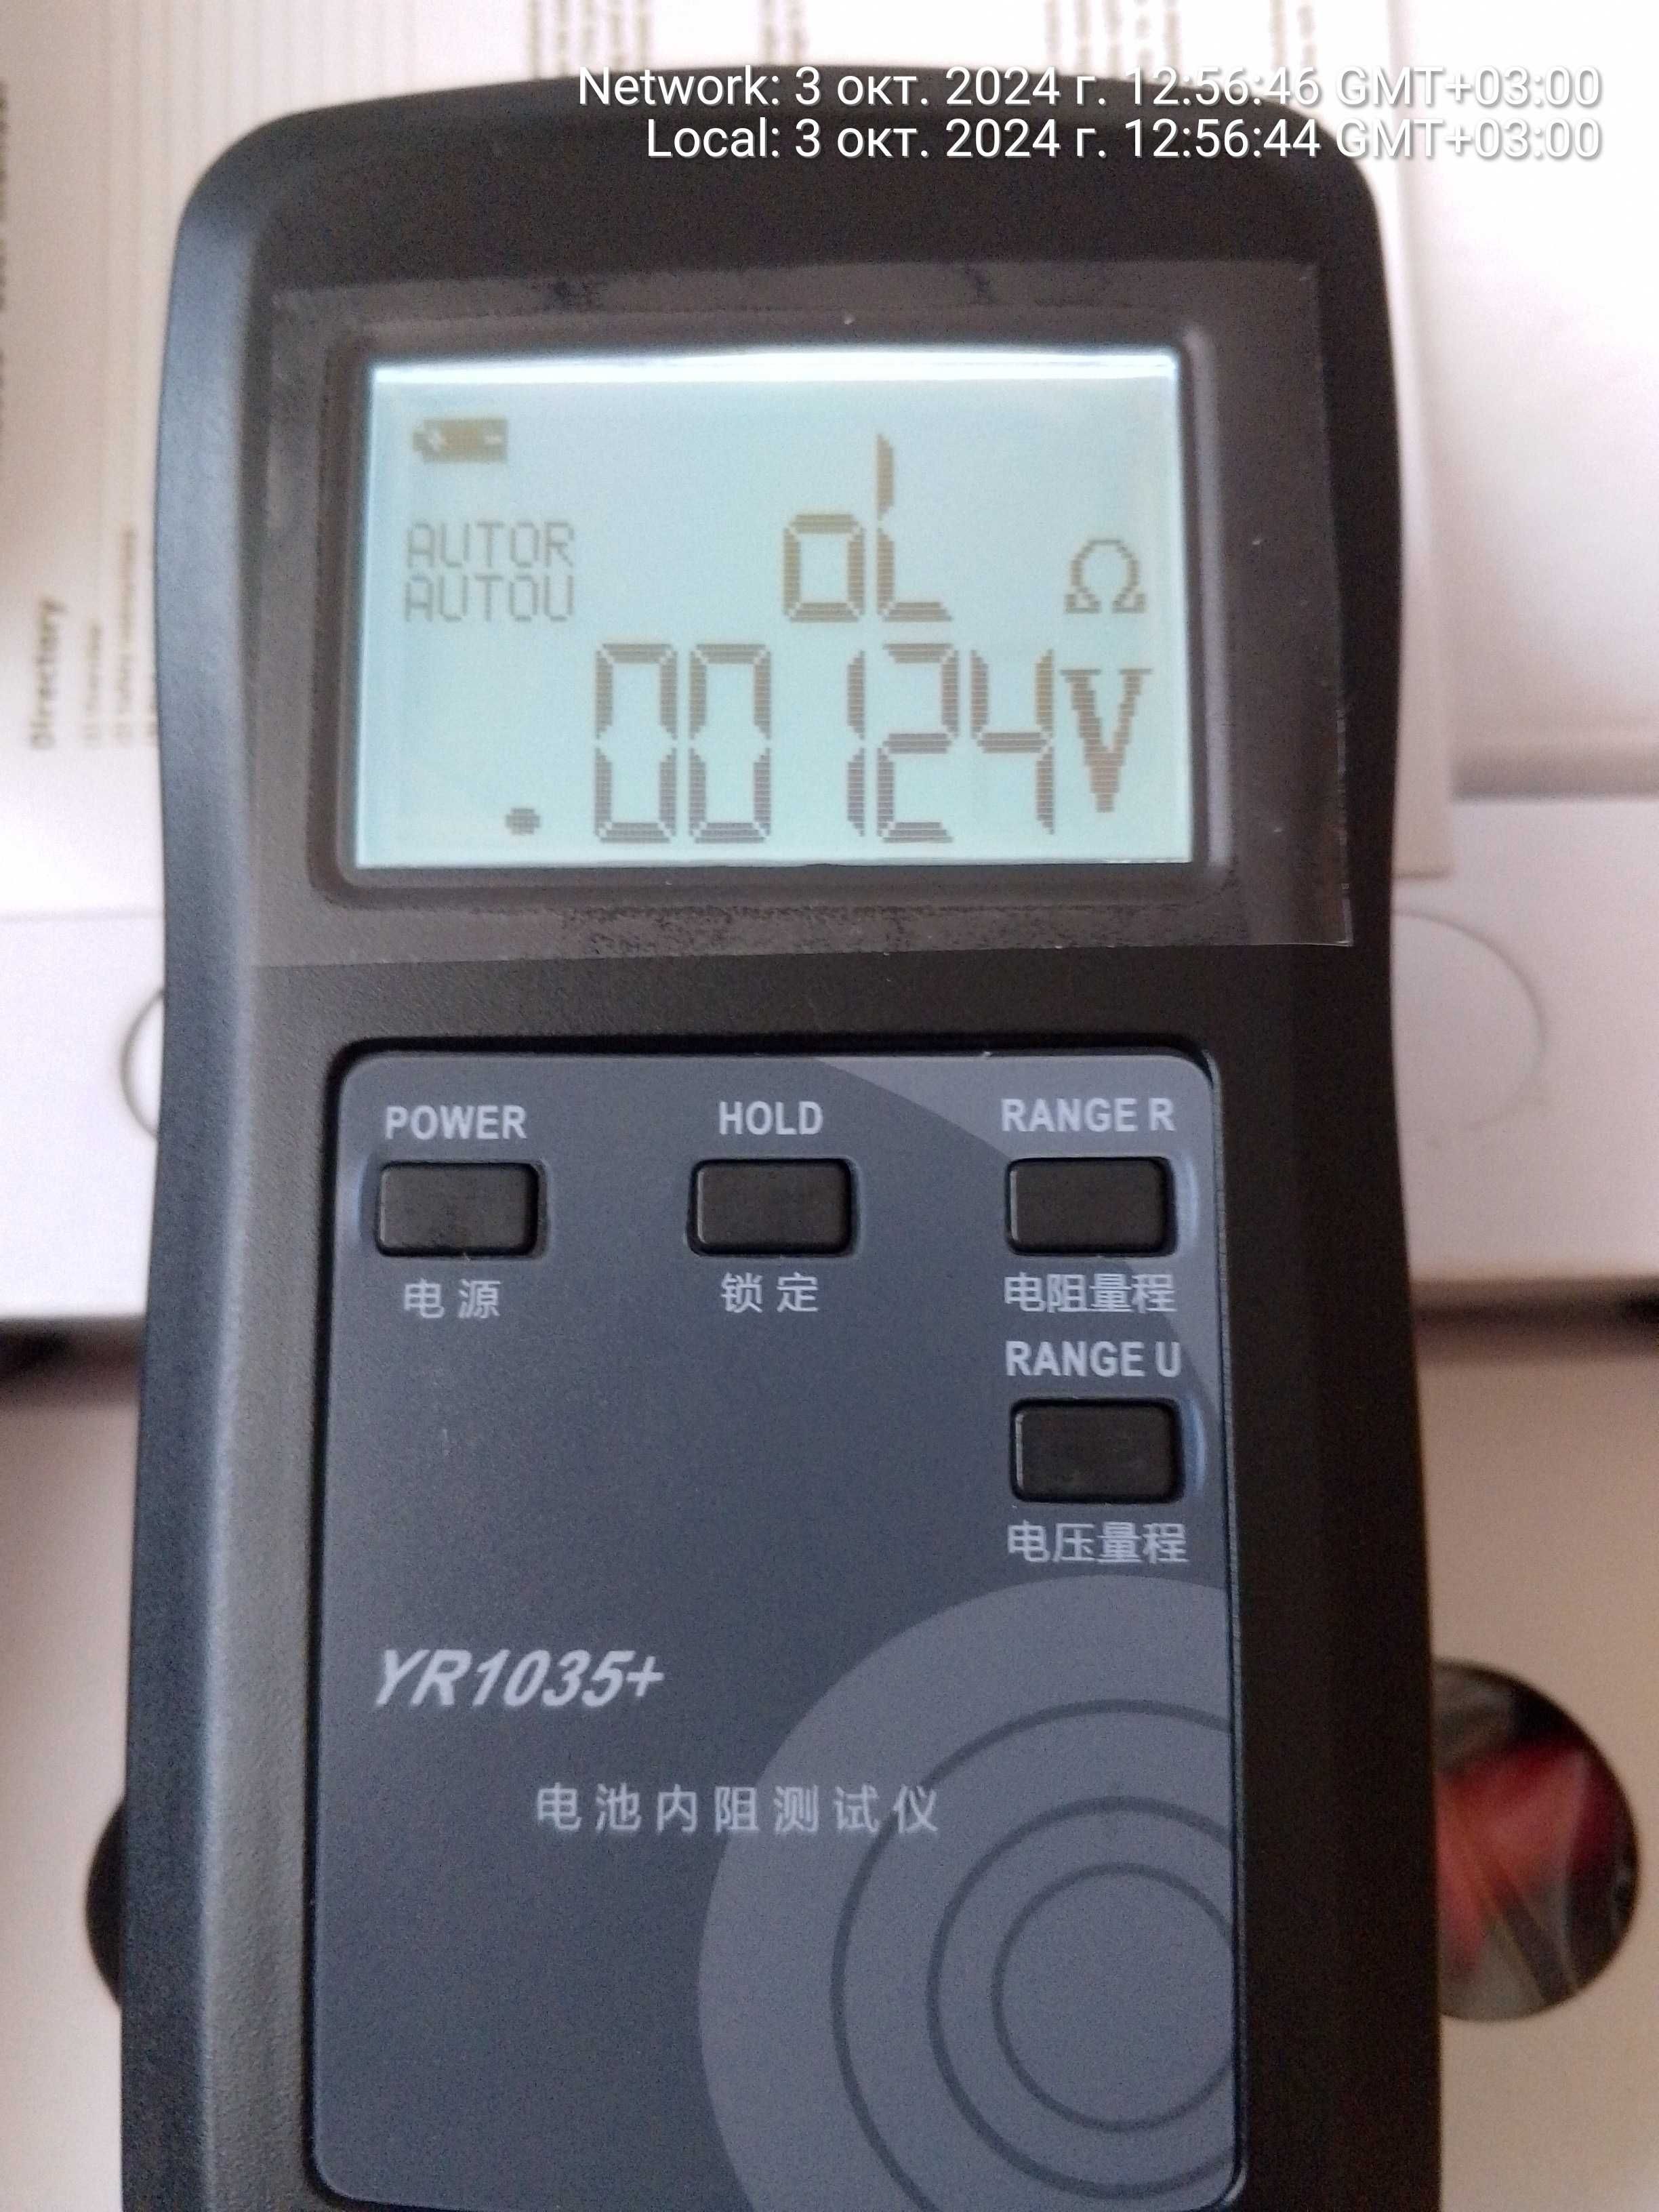 Network: 3 окт. 2024 г. 12:56:46 GMT+03:00
Local: 3 окт. 2024 г. 12:56:44 GMT+03:00
Directory
AUTOR
AUTOU
oL Ω
.00124V
POWER HOLD RANGE R
电源 锁定 电阻量程
RANGE U
电压量程
YR1035+
电池内阻测试仪